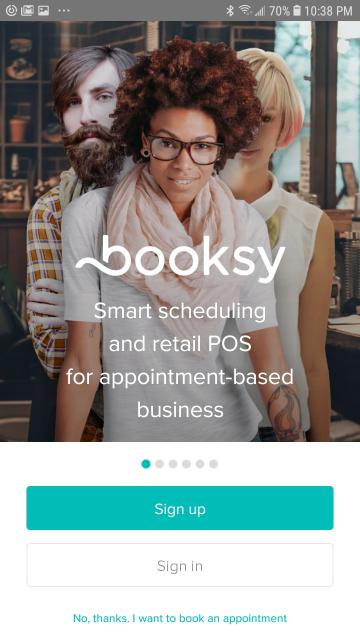 70% 10:38 PM
booksy
Smart scheduling
and retail POS
for appointment-based
business
Sign up
Sign in
No, thanks. I want to book an appointment